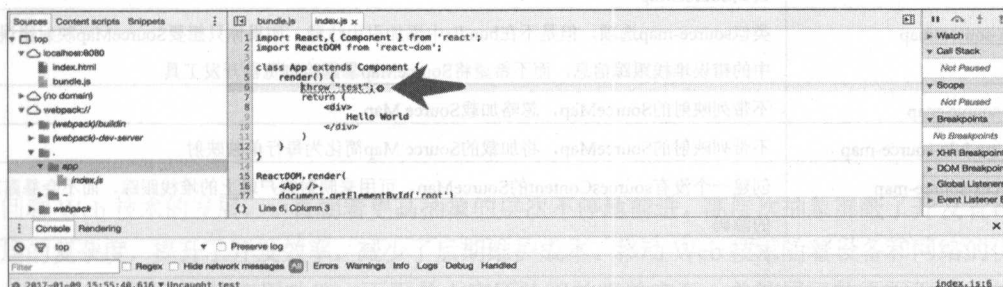 Sources Content scripts Snippets
bundle.js index.js ×
top
localhost:8080
index.html
bundle.js
(no domain)
webpack://
(webpack)/buildin
(webpack)-dev-server
.
app
index.js
~
webpack
1 import React,{ Component } from 'react';
2 import ReactDOM from 'react-dom';
3
4 class App extends Component {
5 render() {
6 throw "test";
7 return (
8 <div>
9 Hello World
10 </div>
11 )
12 }
13 }
14
15 ReactDOM.render(
16 <App />,
17 document.getElementById('root')
{} Line 6, Column 3
Watch
Call Stack
Not Paused
Scope
Not Paused
Breakpoints
No Breakpoints
XHR Breakpoint
DOM Breakpoin
Global Listener
Event Listener B
Console Rendering ×
top Preserve log
Filter Regex Hide network messages All Errors Warnings Info Logs Debug Handled
2017-01-09 15:55:40.616 Uncaught test index.js:6